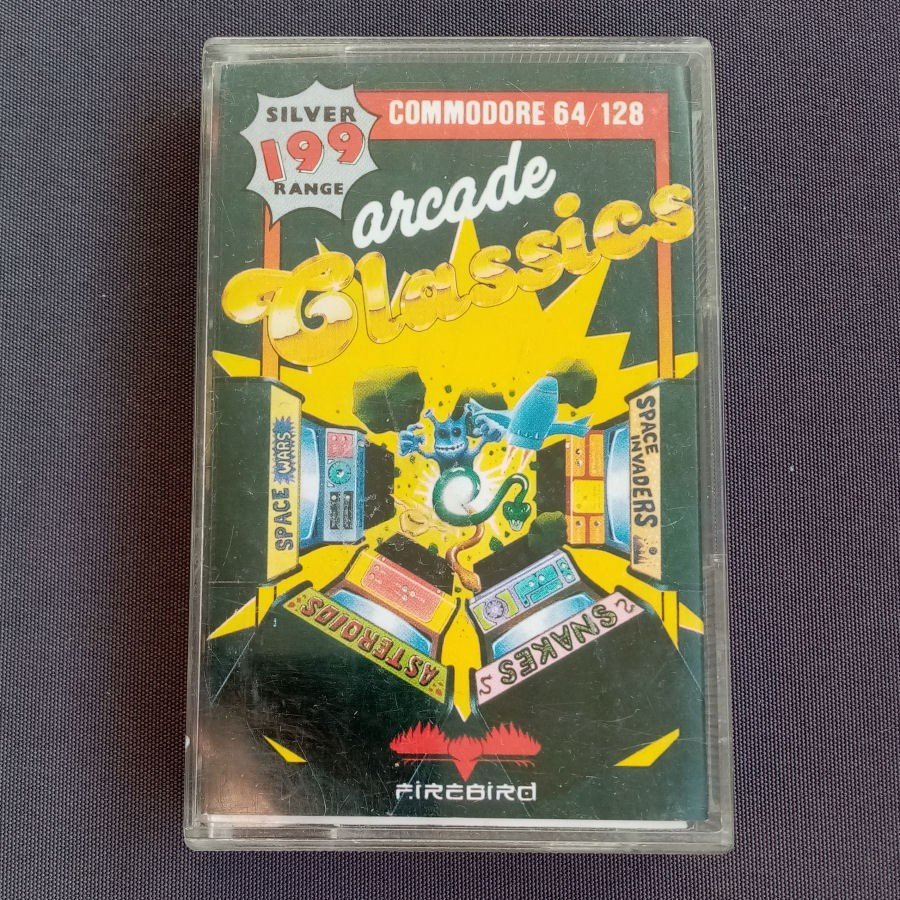 SILVER
199
RANGE
COMMODORE 64/128
arcade
Classics
SPACE WARS
SPACE
INVADERS
ASTEROIDS
SNAKES
FIREBIRD